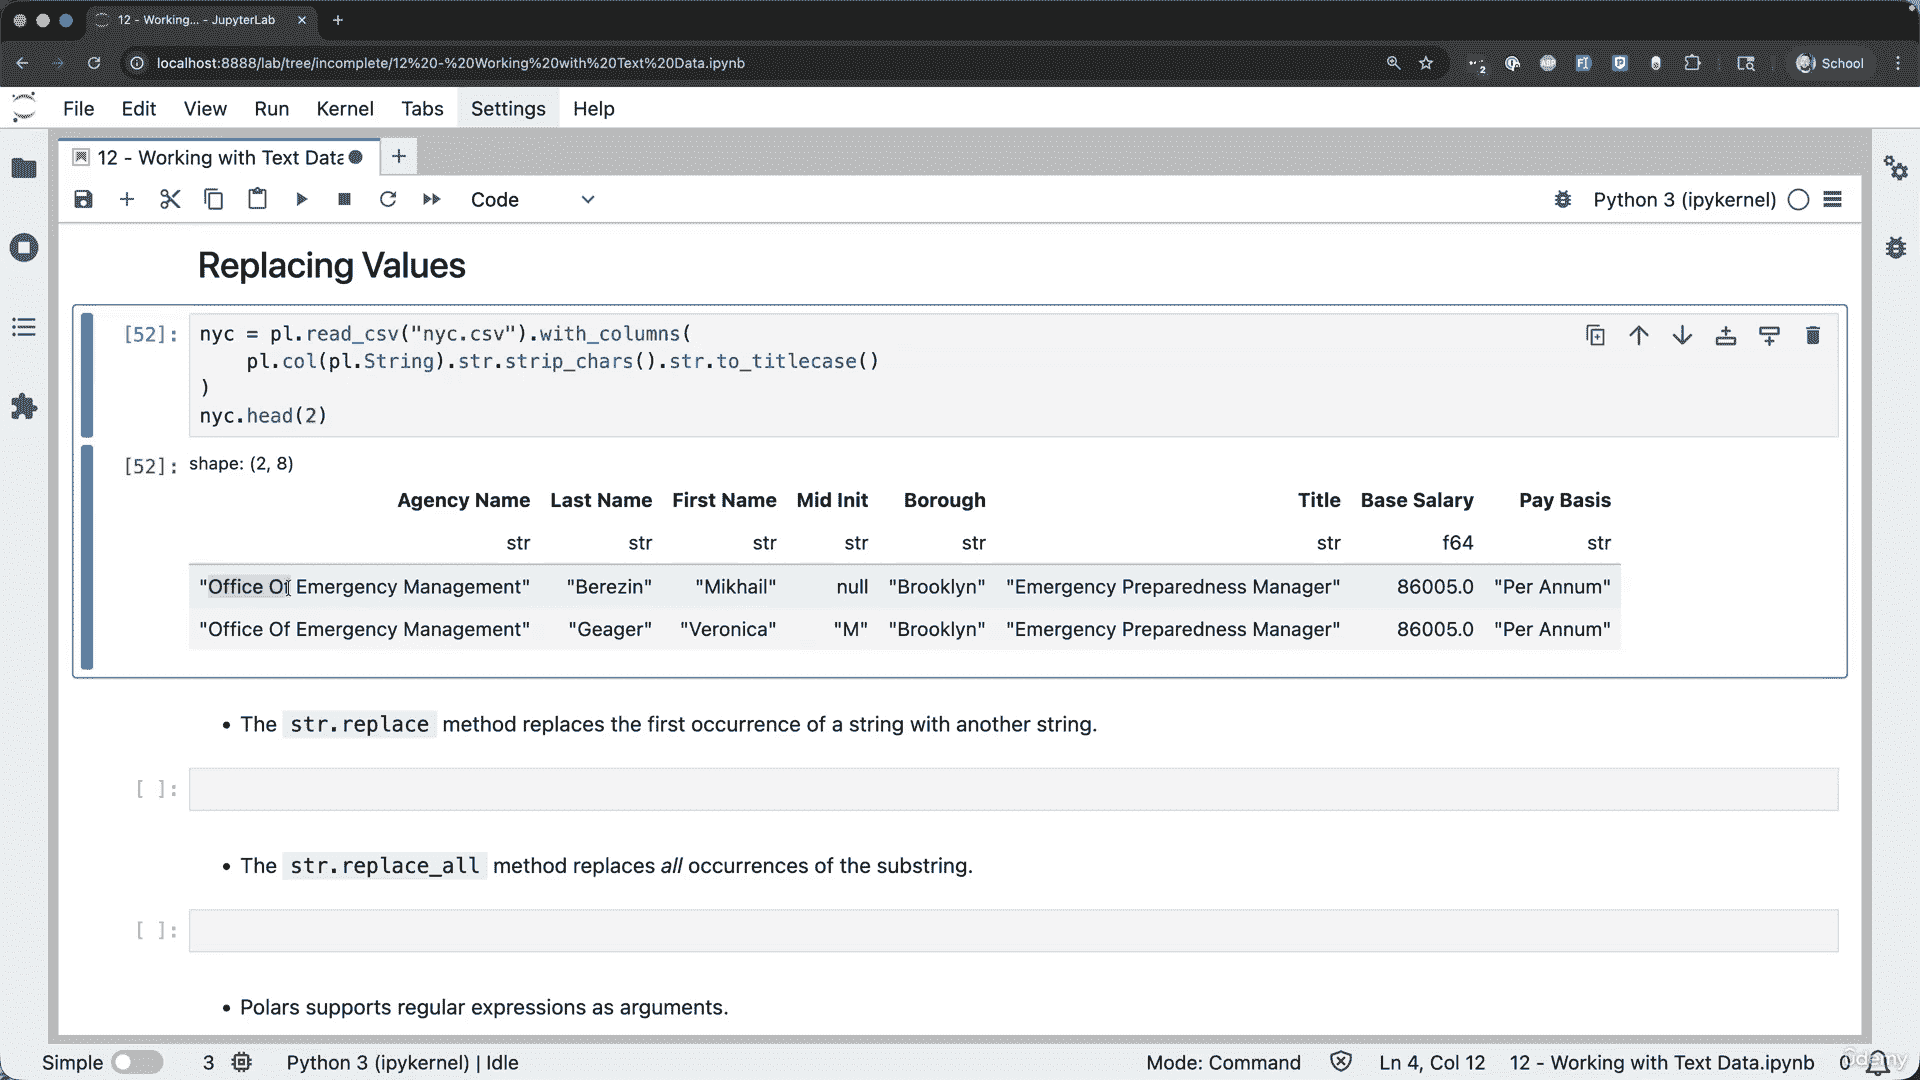 12 - Working... - JupyterLab
localhost:8888/lab/tree/incomplete/12%20-%20Working%20with%20Text%20Data.ipynb
2
ABP
School
File Edit View Run Kernel Tabs Settings Help
12 - Working with Text Data
Code
Python 3 (ipykernel)
Replacing Values
[52]: nyc = pl.read_csv("nyc.csv").with_columns(
pl.col(pl.String).str.strip_chars().str.to_titlecase()
)
nyc.head(2)
[52]: shape: (2, 8)
Agency Name Last Name First Name Mid Init Borough Title Base Salary Pay Basis
str str str str str str f64 str
"Office Of Emergency Management" "Berezin" "Mikhail" null "Brooklyn" "Emergency Preparedness Manager" 86005.0 "Per Annum"
"Office Of Emergency Management" "Geager" "Veronica" "M" "Brooklyn" "Emergency Preparedness Manager" 86005.0 "Per Annum"
• The str.replace method replaces the first occurrence of a string with another string.
[ ]:
• The str.replace_all method replaces all occurrences of the substring.
[ ]:
• Polars supports regular expressions as arguments.
Simple 3 Python 3 (ipykernel) | Idle Mode: Command Ln 4, Col 12 12 - Working with Text Data.ipynb 0
udemy